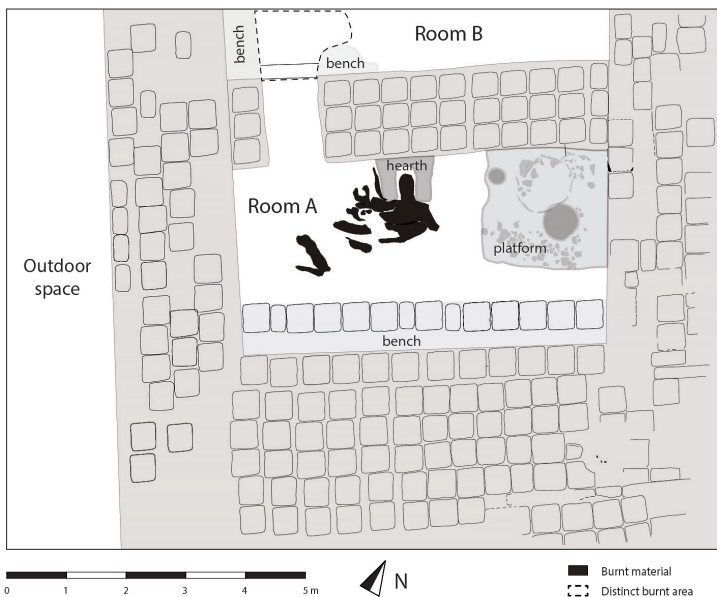 Room B
bench
bench
hearth
Room A
platform
Outdoor
space
bench
0 1 2 3 4 5 m
N
Burnt material
Distinct burnt area